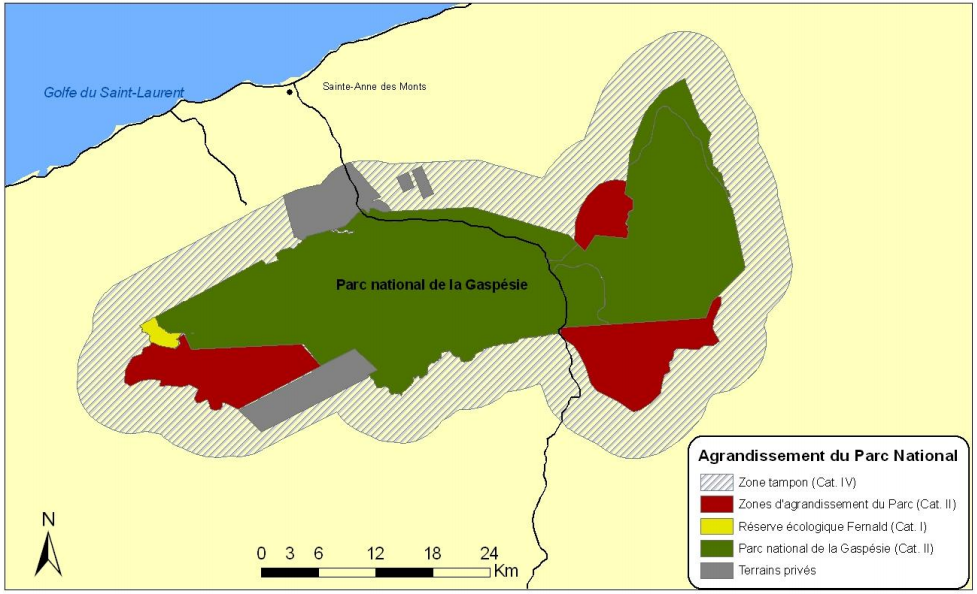 Golfe du Saint-Laurent
Sainte-Anne des Monts
Parc national de la Gaspésie
Agrandissement du Parc National
Zone tampon (Cat. IV)
Zones d'agrandissement du Parc (Cat. II)
Réserve écologique Fernald (Cat. I)
Parc national de la Gaspésie (Cat. II)
Terrains privés
N
0 3 6 12 18 24
Km